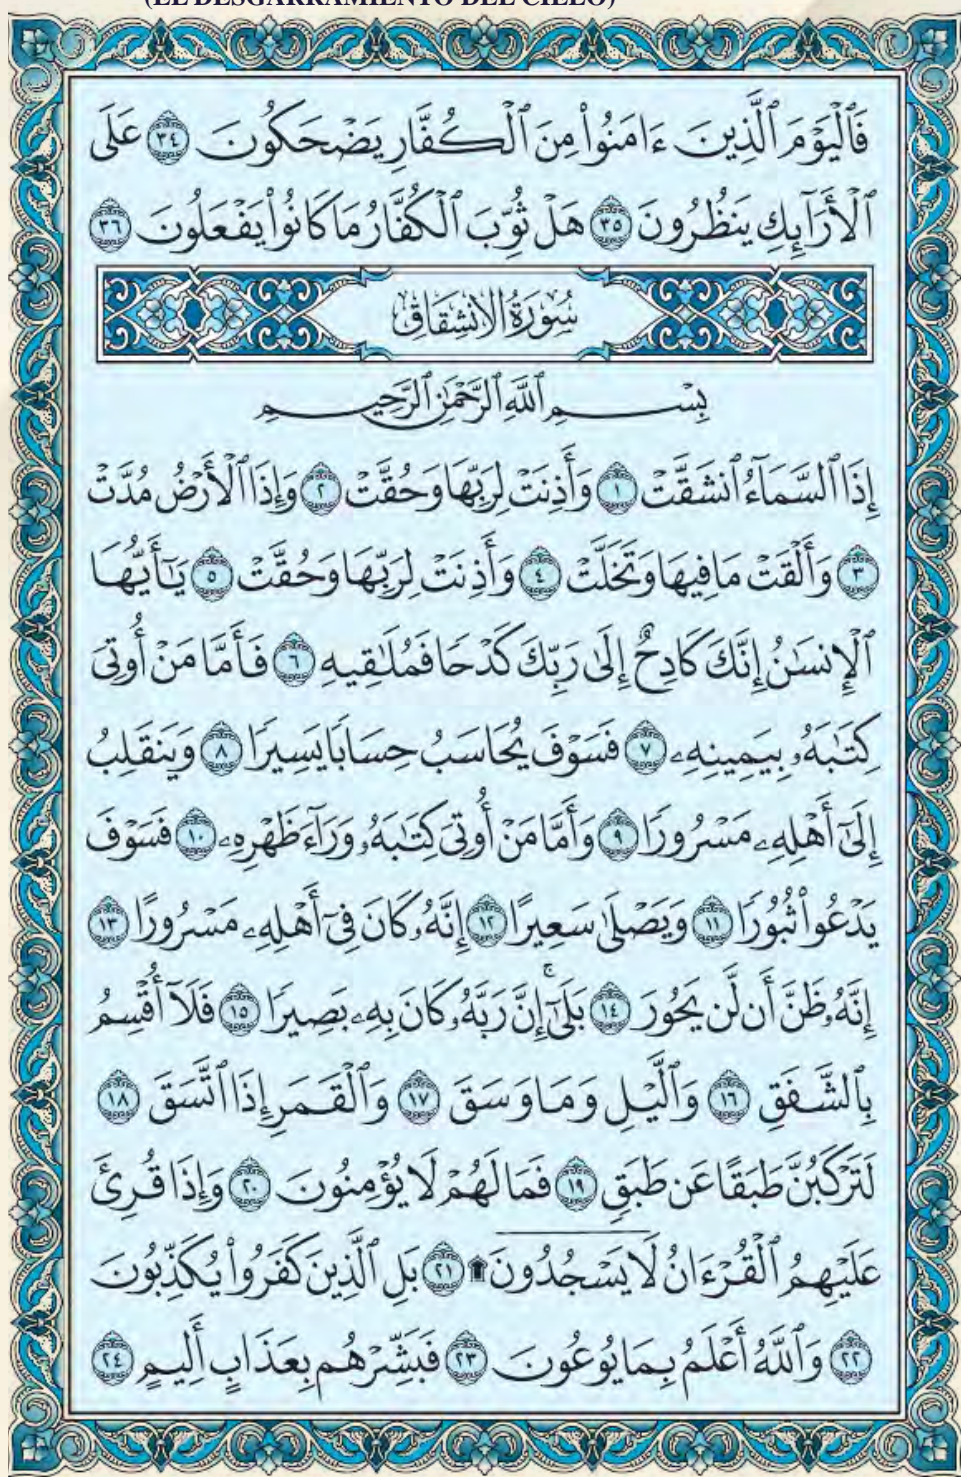 (EL DESGARRAMIENTO DEL CIELO)
فَٱلۡيَوۡمَ ٱلَّذِينَ ءَامَنُواْ مِنَ ٱلۡكُفَّارِ يَضۡحَكُونَ ٣٤ عَلَى
ٱلۡأَرَآئِكِ يَنظُرُونَ ٣٥ هَلۡ ثُوِّبَ ٱلۡكُفَّارُ مَا كَانُواْ يَفۡعَلُونَ ٣٦
سُورَةُ الانشِقَاقِ
بِسۡمِ ٱللَّهِ ٱلرَّحۡمَٰنِ ٱلرَّحِيمِ
إِذَا ٱلسَّمَآءُ ٱنشَقَّتۡ ١ وَأَذِنَتۡ لِرَبِّهَا وَحُقَّتۡ ٢ وَإِذَا ٱلۡأَرۡضُ مُدَّتۡ
٣ وَأَلۡقَتۡ مَا فِيهَا وَتَخَلَّتۡ ٤ وَأَذِنَتۡ لِرَبِّهَا وَحُقَّتۡ ٥ يَٰٓأَيُّهَا
ٱلۡإِنسَٰنُ إِنَّكَ كَادِحٌ إِلَىٰ رَبِّكَ كَدۡحٗا فَمُلَٰقِيهِ ٦ فَأَمَّا مَنۡ أُوتِيَ
كِتَٰبَهُۥ بِيَمِينِهِۦ ٧ فَسَوۡفَ يُحَاسَبُ حِسَابٗا يَسِيرٗا ٨ وَيَنقَلِبُ
إِلَىٰٓ أَهۡلِهِۦ مَسۡرُورٗا ٩ وَأَمَّا مَنۡ أُوتِيَ كِتَٰبَهُۥ وَرَآءَ ظَهۡرِهِۦ ١٠ فَسَوۡفَ
يَدۡعُواْ ثُبُورٗا ١١ وَيَصۡلَىٰ سَعِيرًا ١٢ إِنَّهُۥ كَانَ فِيٓ أَهۡلِهِۦ مَسۡرُورًا ١٣
إِنَّهُۥ ظَنَّ أَن لَّن يَحُورَ ١٤ بَلَىٰٓۚ إِنَّ رَبَّهُۥ كَانَ بِهِۦ بَصِيرٗا ١٥ فَلَآ أُقۡسِمُ
بِٱلشَّفَقِ ١٦ وَٱلَّيۡلِ وَمَا وَسَقَ ١٧ وَٱلۡقَمَرِ إِذَا ٱتَّسَقَ ١٨
لَتَرۡكَبُنَّ طَبَقًا عَن طَبَقٖ ١٩ فَمَا لَهُمۡ لَا يُؤۡمِنُونَ ٢٠ وَإِذَا قُرِئَ
عَلَيۡهِمُ ٱلۡقُرۡءَانُ لَا يَسۡجُدُونَ۩ ٢١ بَلِ ٱلَّذِينَ كَفَرُواْ يُكَذِّبُونَ
٢٢ وَٱللَّهُ أَعۡلَمُ بِمَا يُوعُونَ ٢٣ فَبَشِّرۡهُم بِعَذَابٍ أَلِيمٍ ٢٤